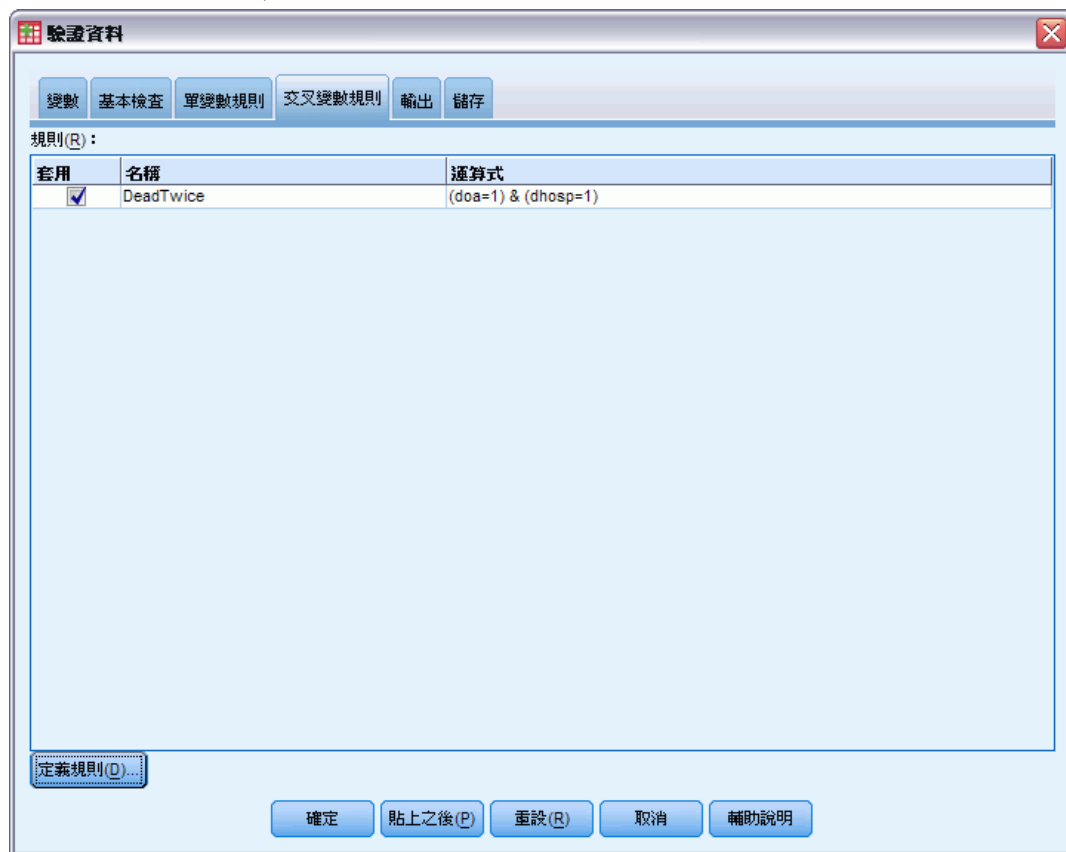 驗證資料
變數 基本檢查 單變數規則 交叉變數規則 輸出 儲存
規則(R)：
套用 名稱 運算式
DeadTwice (doa=1) & (dhosp=1)
定義規則(D)...
確定 貼上之後(P) 重設(R) 取消 輔助說明